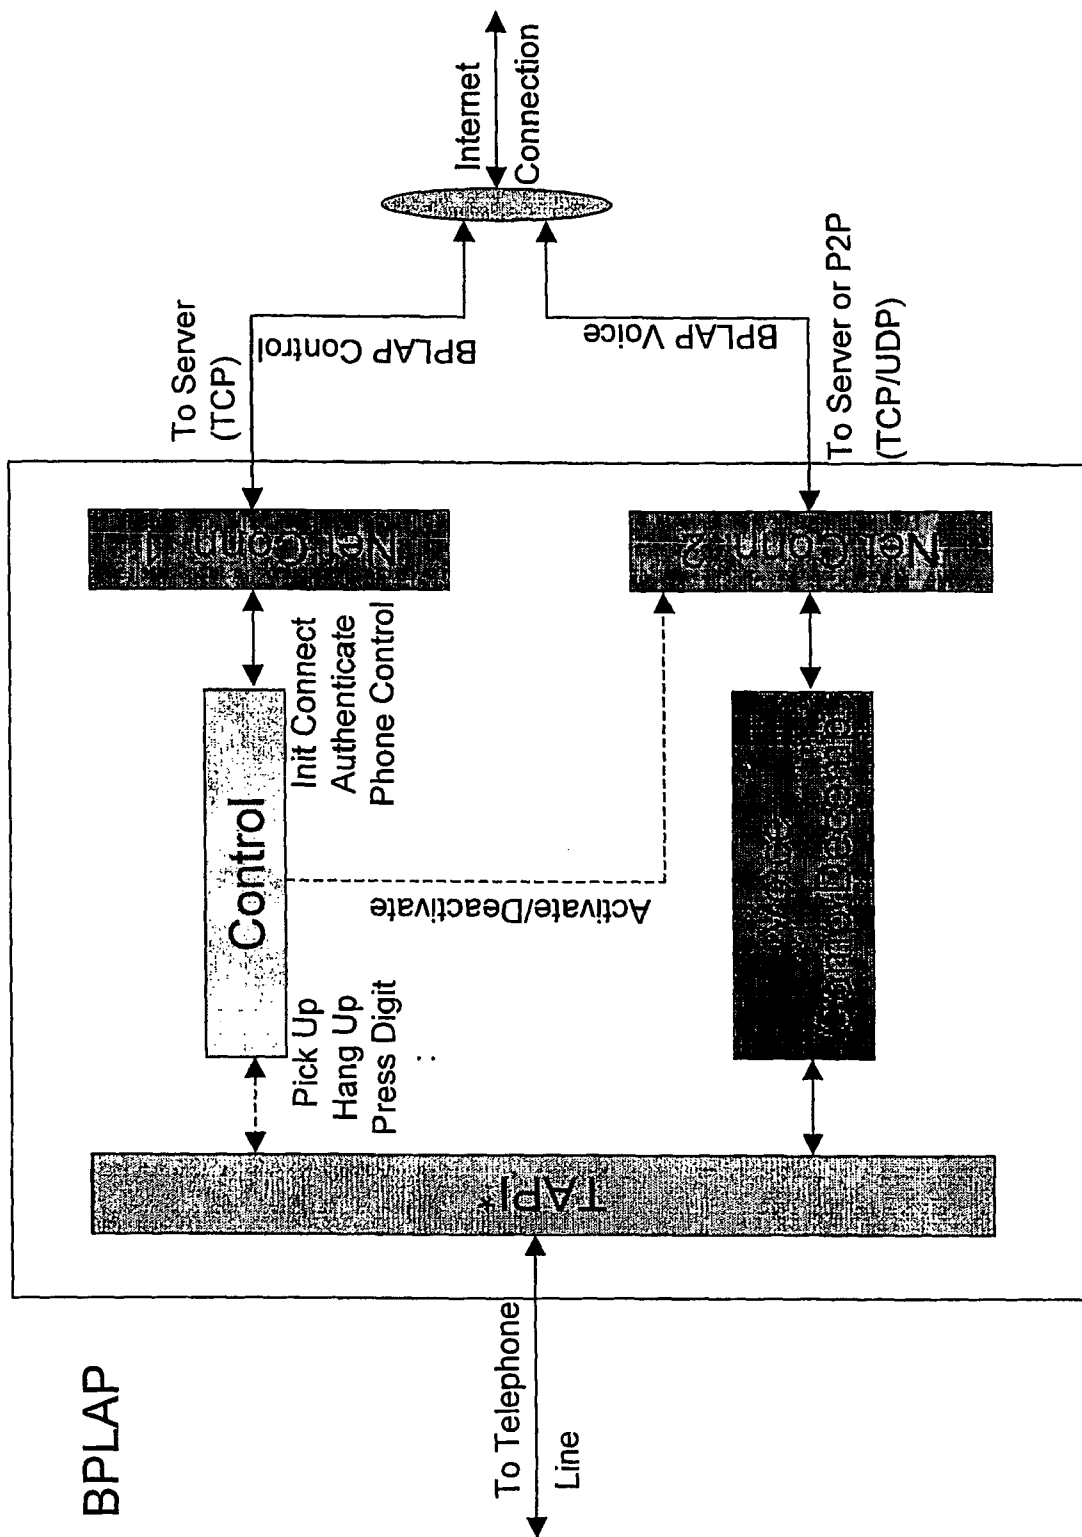 BPLAP
To Telephone
Line
TAPI
*
Pick Up
Hang Up
Press Digit
Control
Init Connect
Authenticate
Phone Control
Activate/Deactivate
Net Conn 1
Net Conn 2
To Server
(TCP)
BPLAP Control
BPLAP Voice
To Server or P2P
(TCP/UDP)
Internet
Connection